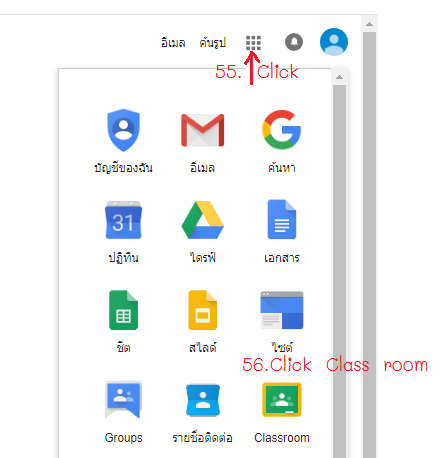 อีเมล ค้นรูป
55. Click
บัญชีของฉัน อีเมล ค้นหา
31
ปฏิทิน ไดรฟ์ เอกสาร
ชีต สไลด์ ไซต์
56.Click Class room
Groups รายชื่อติดต่อ Classroom